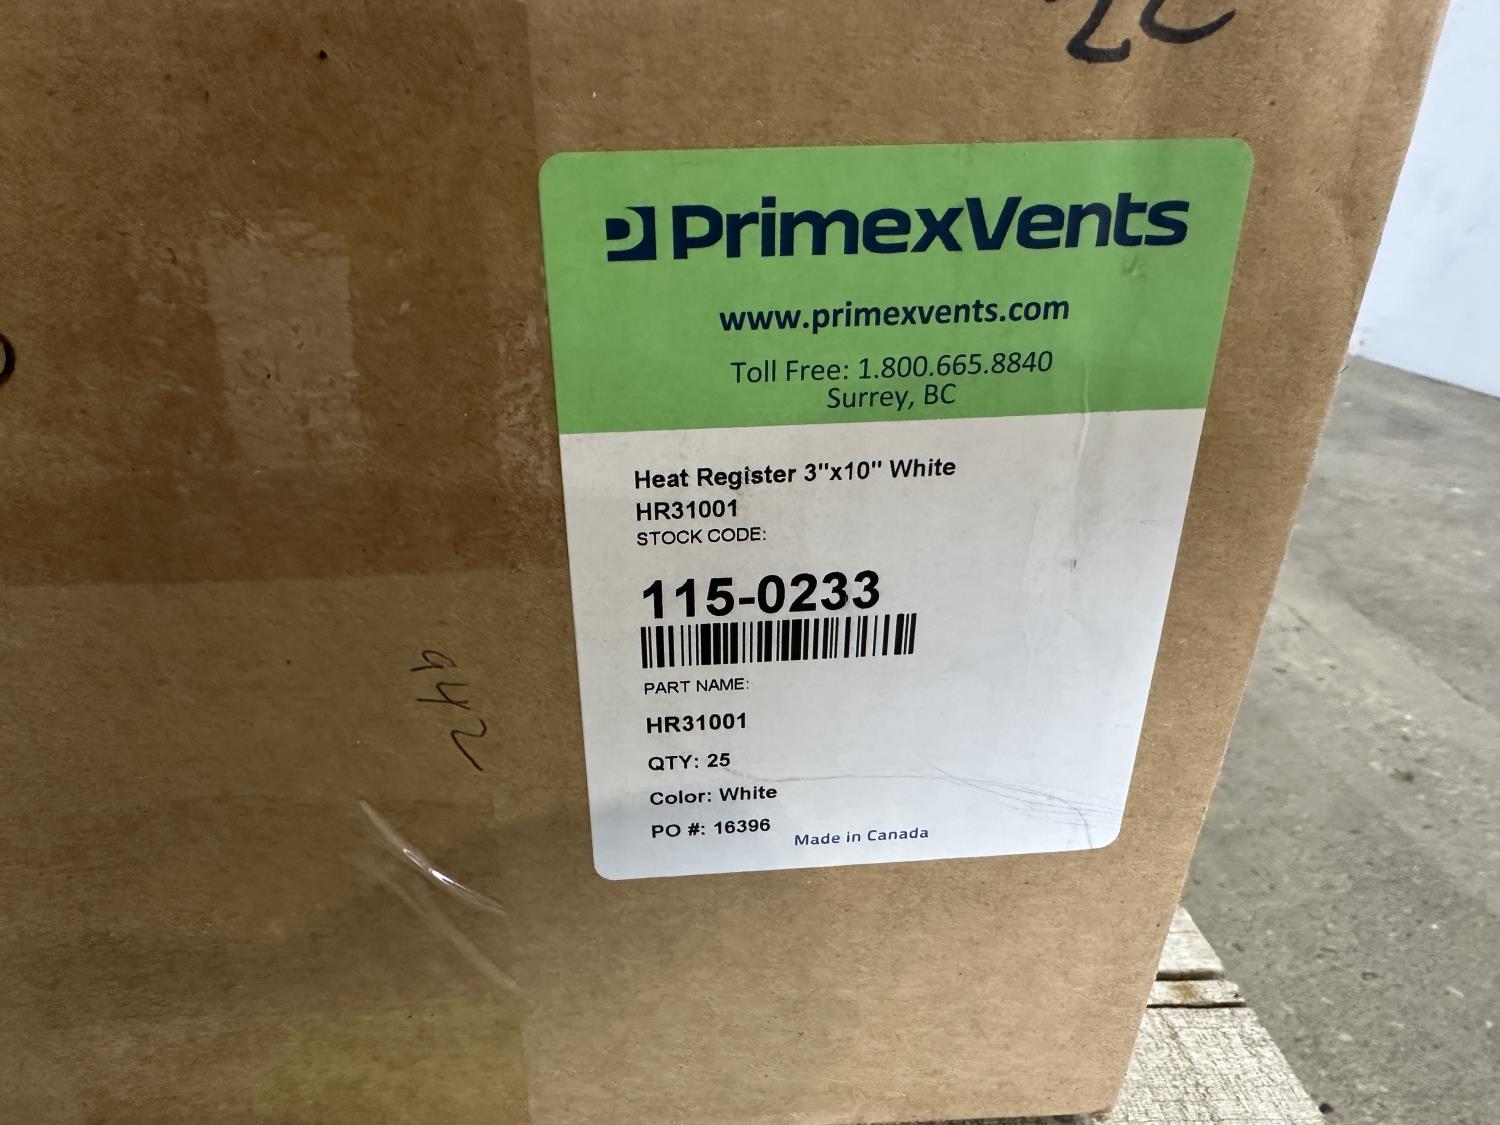 PrimexVents
www.primexvents.com
Toll Free: 1.800.665.8840
Surrey, BC
Heat Register 3"x10" White
HR31001
STOCK CODE:
115-0233
PART NAME:
HR31001
QTY: 25
Color: White
PO #: 16396
Made in Canada
942